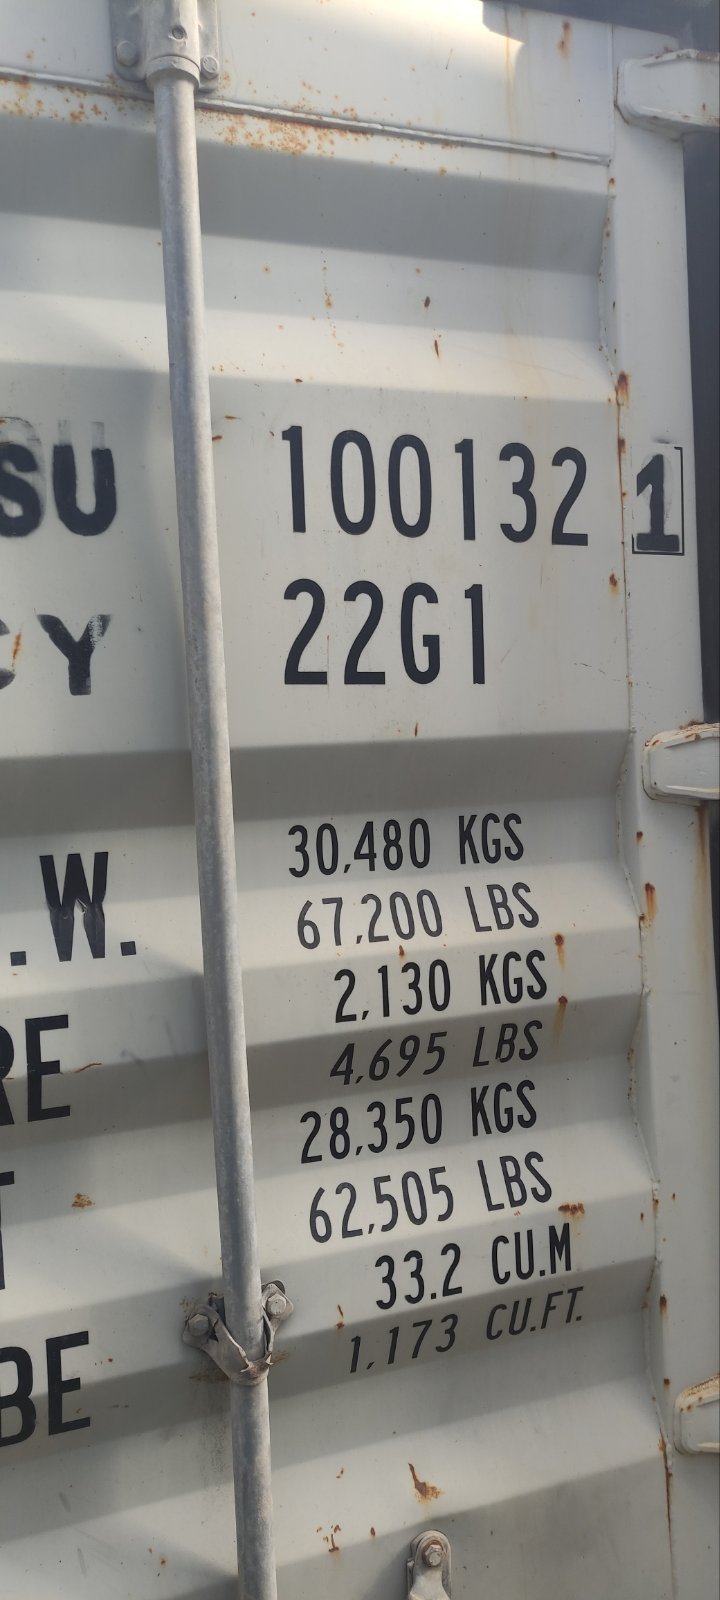 SU 100132 1
CY 22G1
.W. 30,480 KGS
67,200 LBS
RE 2,130 KGS
4,695 LBS
T 28,350 KGS
62,505 LBS
BE 33.2 CU.M
1,173 CU.FT.